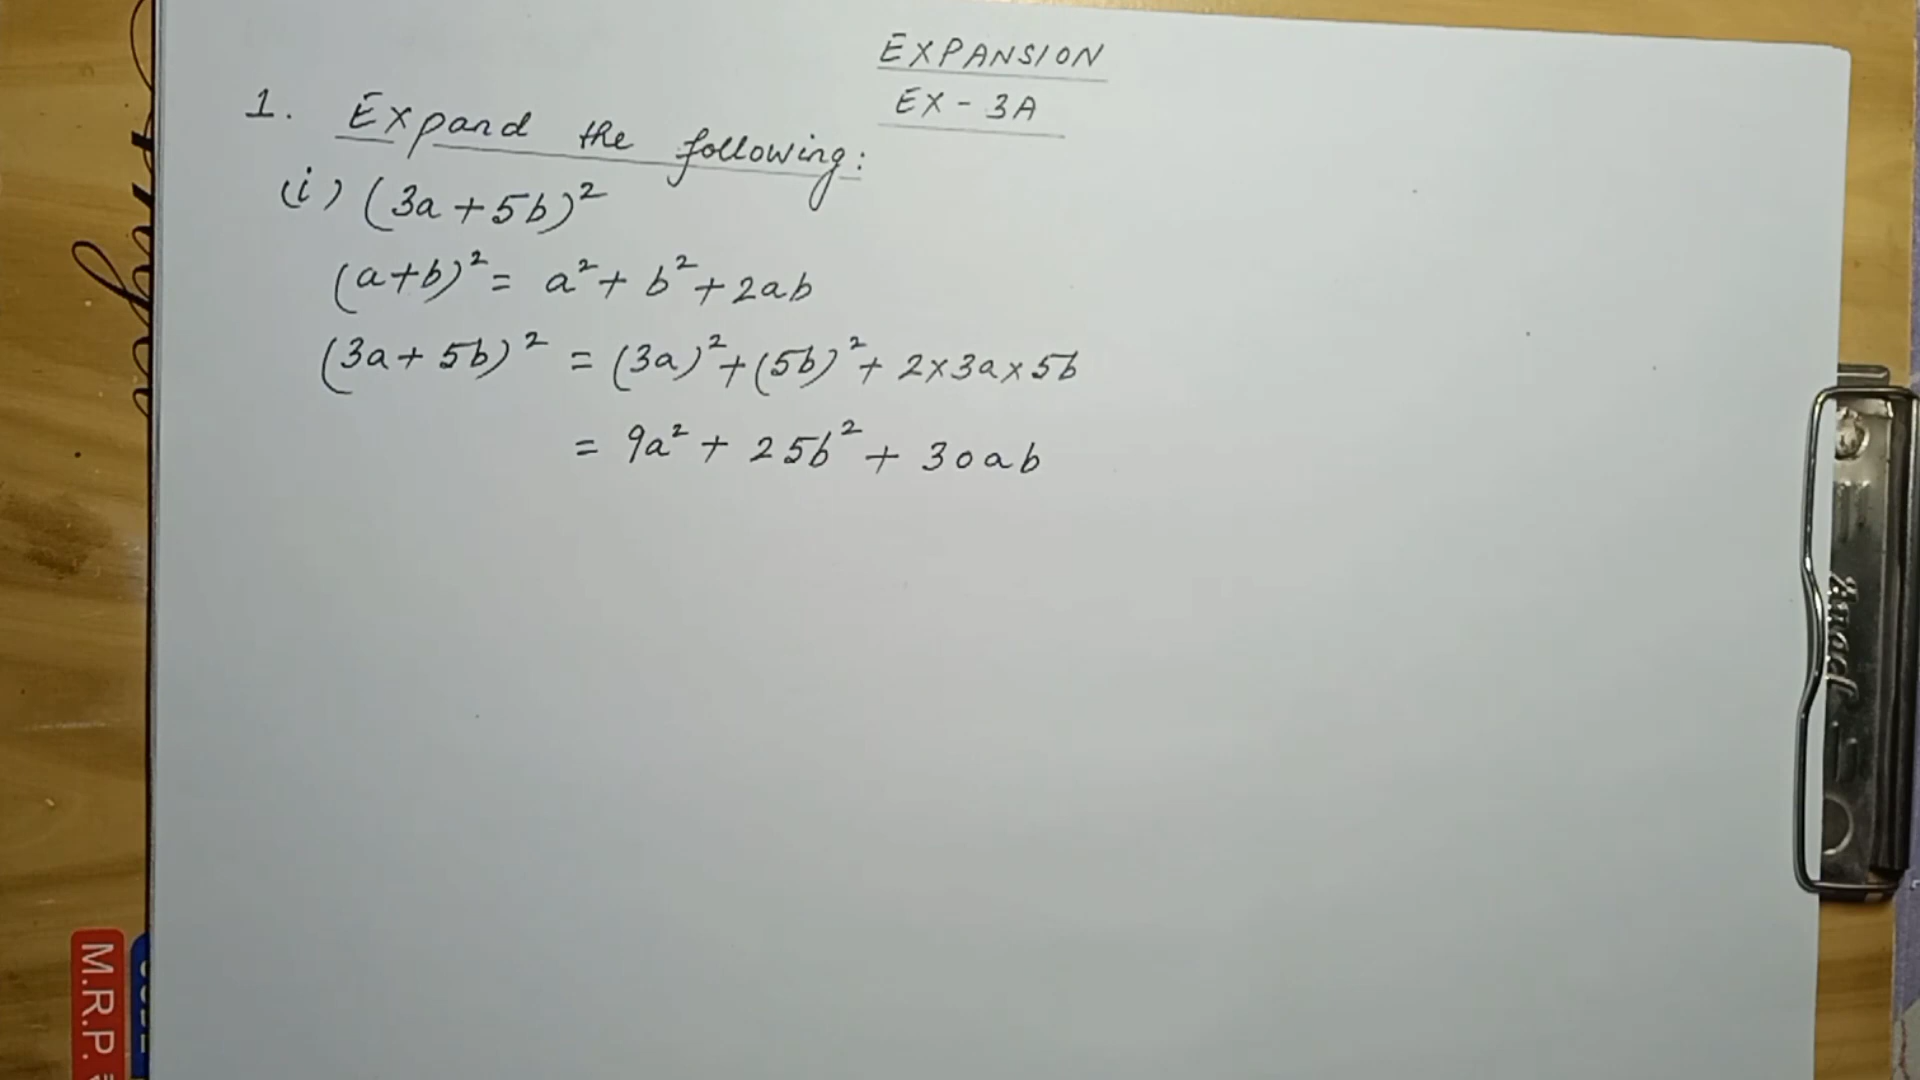 EXPANSION
EX - 3A
1. Expand the following:
(i) (3a + 5b)²
(a+b)² = a² + b² + 2ab
(3a + 5b)² = (3a)² + (5b)² + 2×3a×5b
= 9a² + 25b² + 30ab
M.R.P. ₹